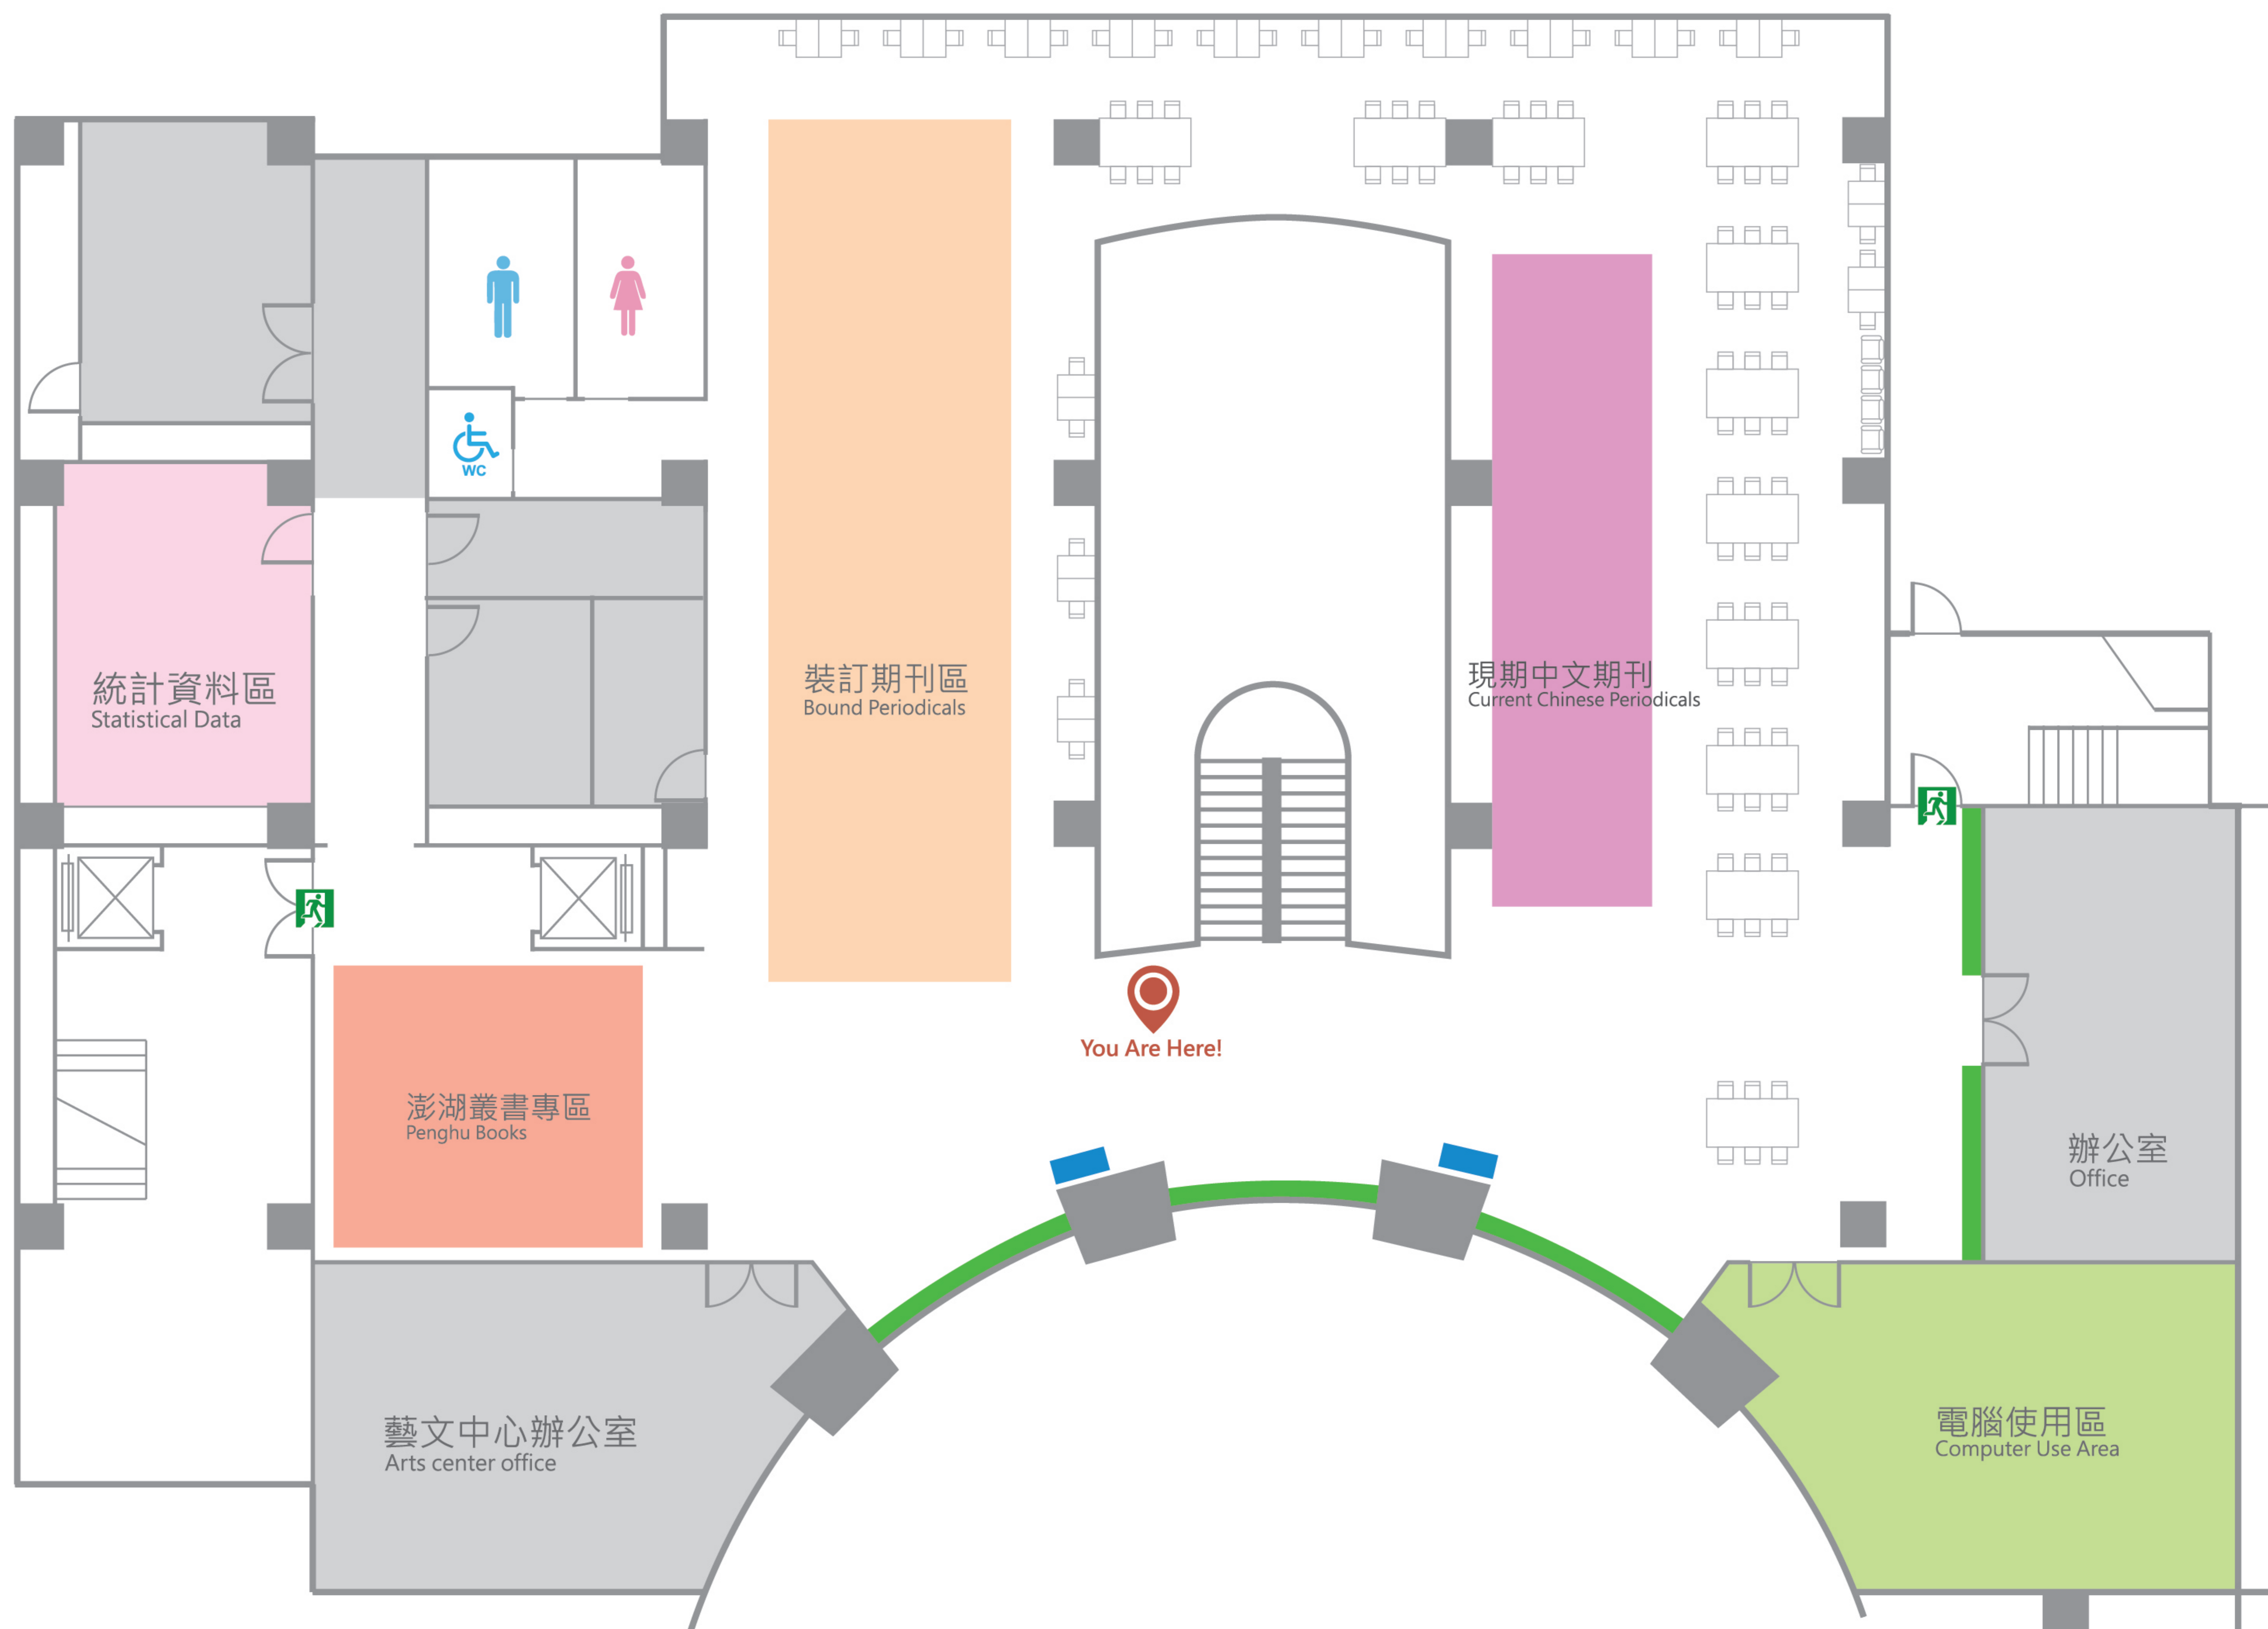 WC
統計資料區
Statistical Data
裝訂期刊區
Bound Periodicals
現期中文期刊
Current Chinese Periodicals
You Are Here!
澎湖叢書專區
Penghu Books
辦公室
Office
藝文中心辦公室
Arts center office
電腦使用區
Computer Use Area